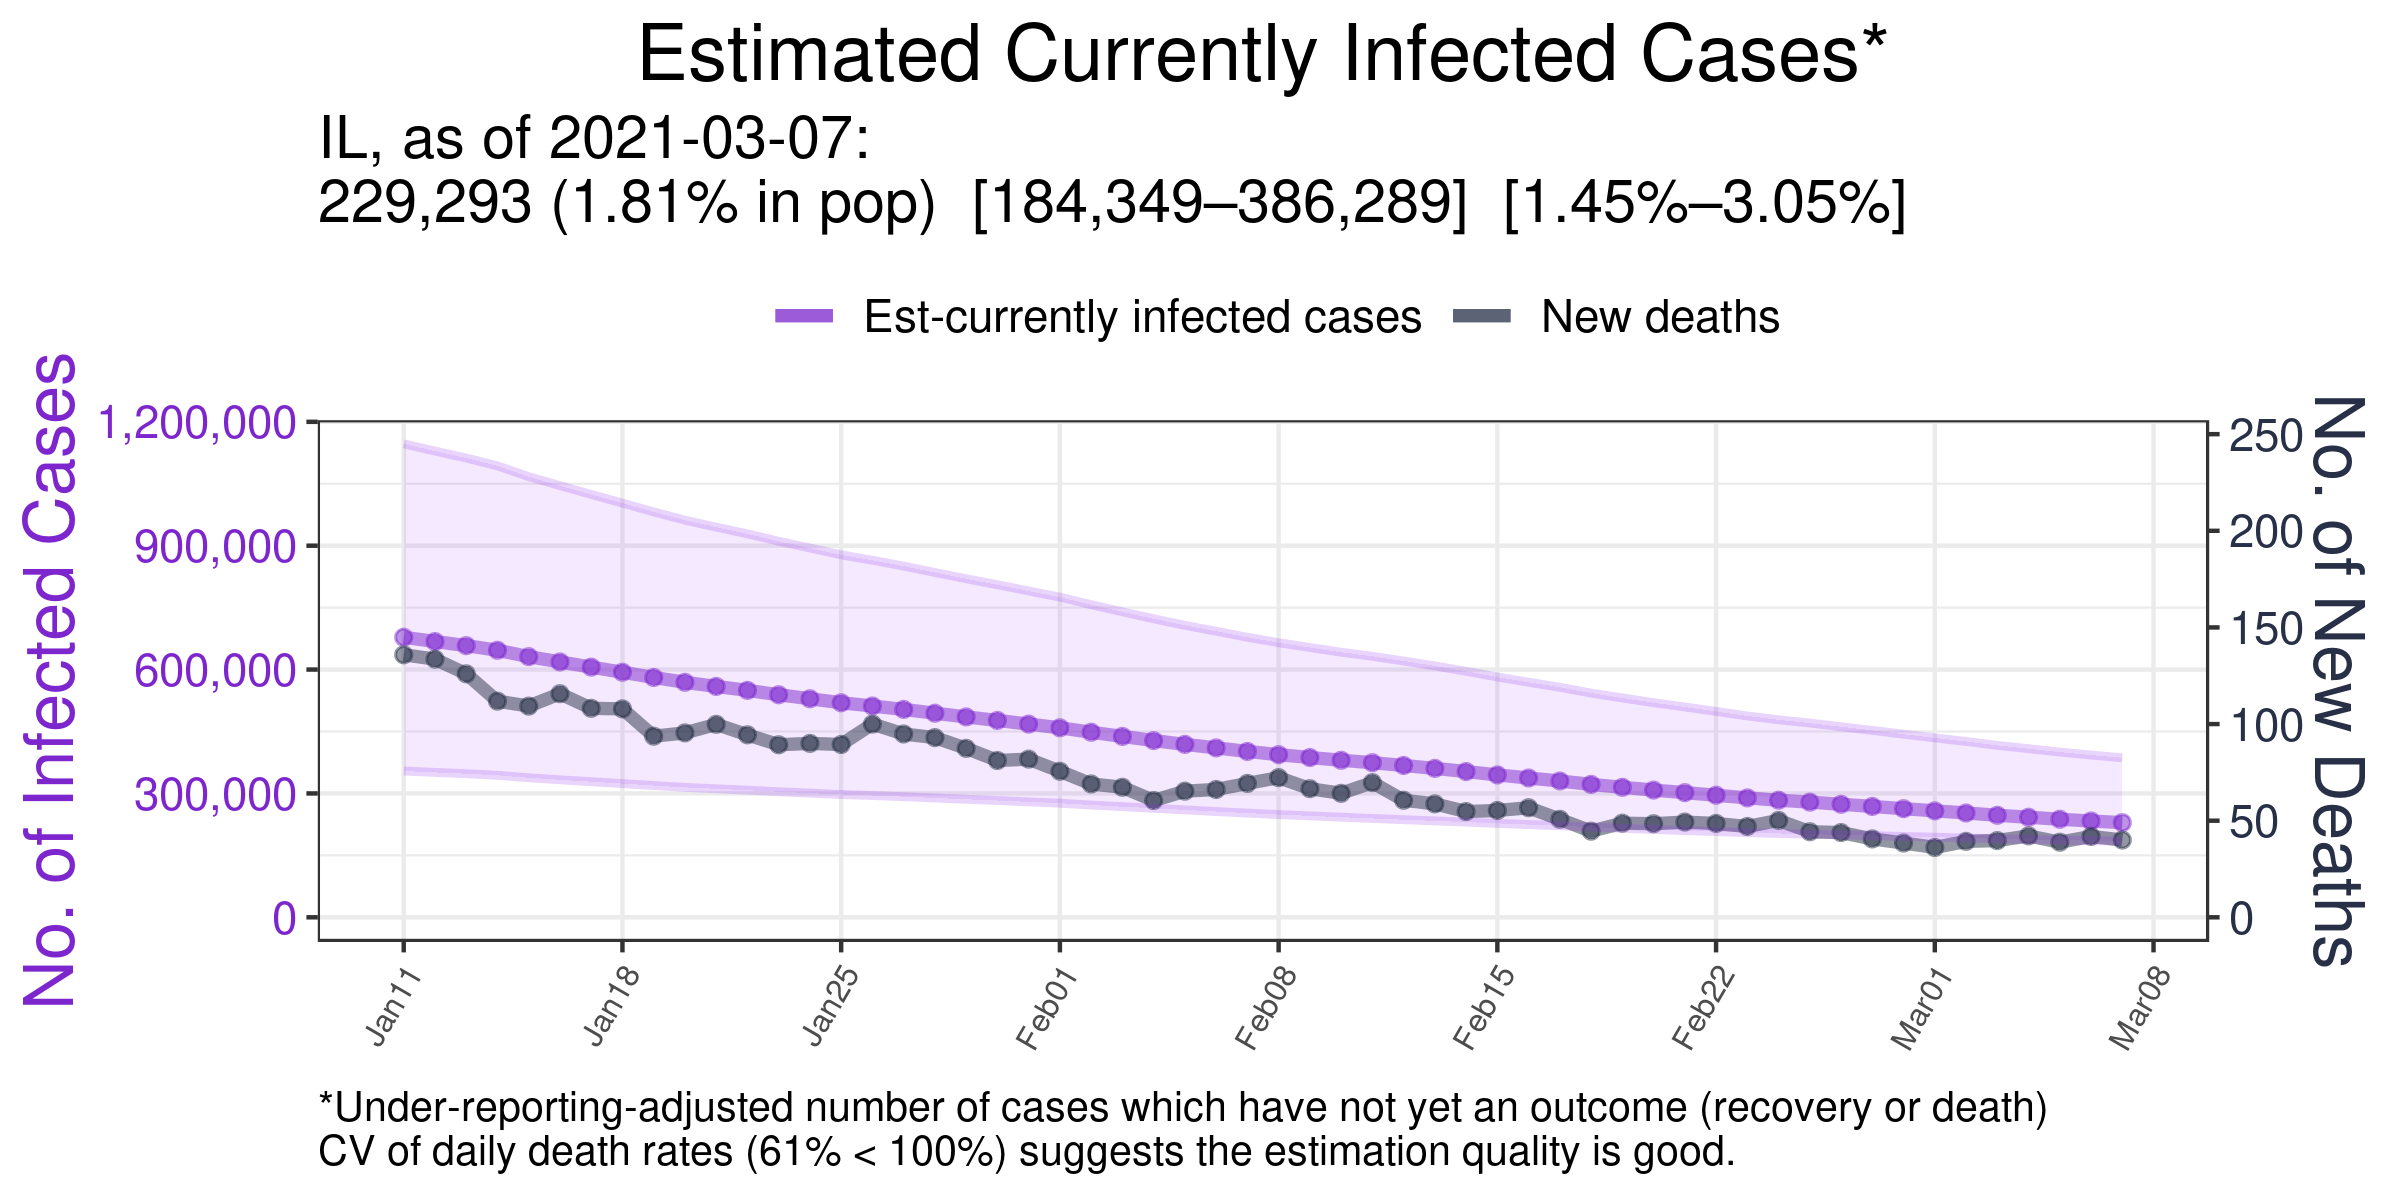 Estimated Currently Infected Cases*
IL, as of 2021-03-07:
229,293 (1.81% in pop)  [184,349–386,289]  [1.45%–3.05%]
Est-currently infected cases
New deaths
No. of Infected Cases
1,200,000
900,000
600,000
300,000
0
250
200
150
100
50
0
No. of New Deaths
Jan11
Jan18
Jan25
Feb01
Feb08
Feb15
Feb22
Mar01
Mar08
*Under-reporting-adjusted number of cases which have not yet an outcome (recovery or death)
CV of daily death rates (61% < 100%) suggests the estimation quality is good.